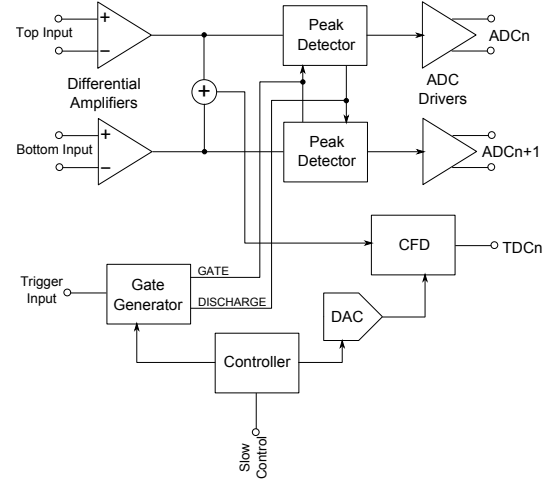 Top Input
+
−
Differential
Amplifiers
Peak
Detector
ADCn
ADC
Drivers
+
Bottom Input
+
−
Peak
Detector
ADCn+1
CFD
TDCn
Trigger
Input
Gate
Generator
GATE
DISCHARGE
DAC
Controller
Slow
Control